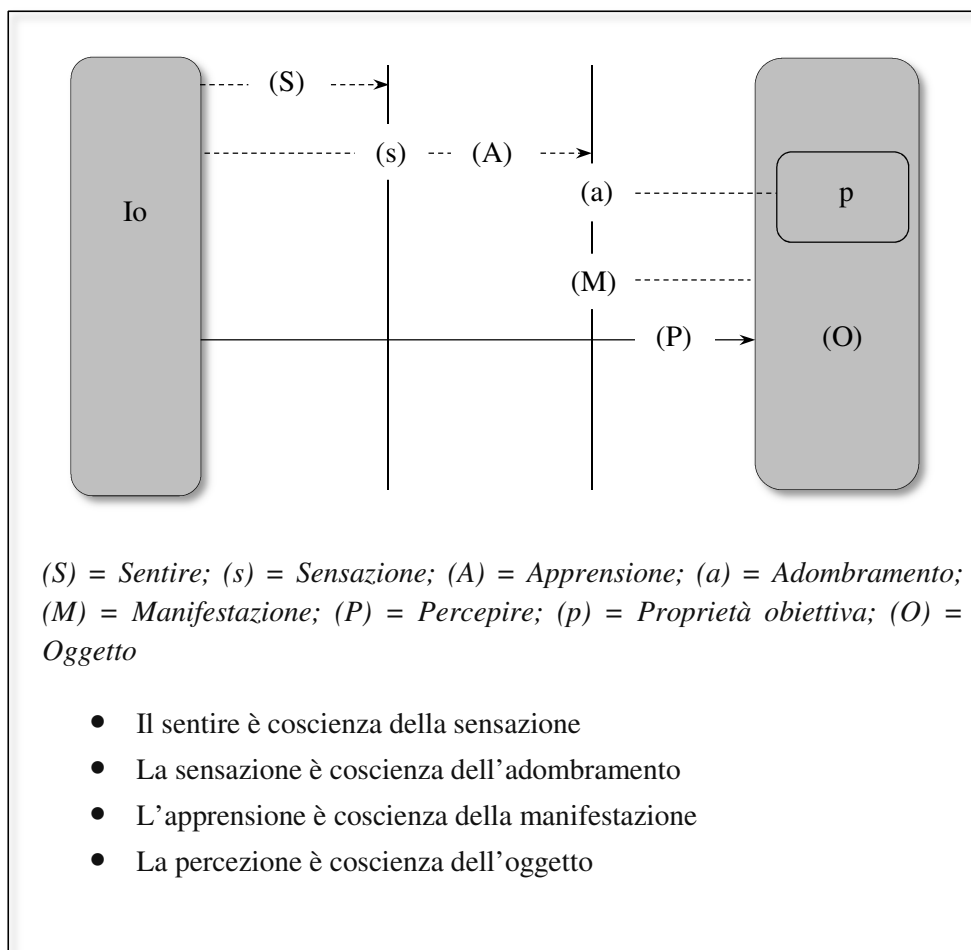 (S)
(s) (A)
Io
(a) p
(M)
(P) (O)
(S) = Sentire; (s) = Sensazione; (A) = Apprensione; (a) = Adombramento;
(M) = Manifestazione; (P) = Percepire; (p) = Proprietà obiettiva; (O) =
Oggetto
• Il sentire è coscienza della sensazione
• La sensazione è coscienza dell’adombramento
• L’apprensione è coscienza della manifestazione
• La percezione è coscienza dell’oggetto